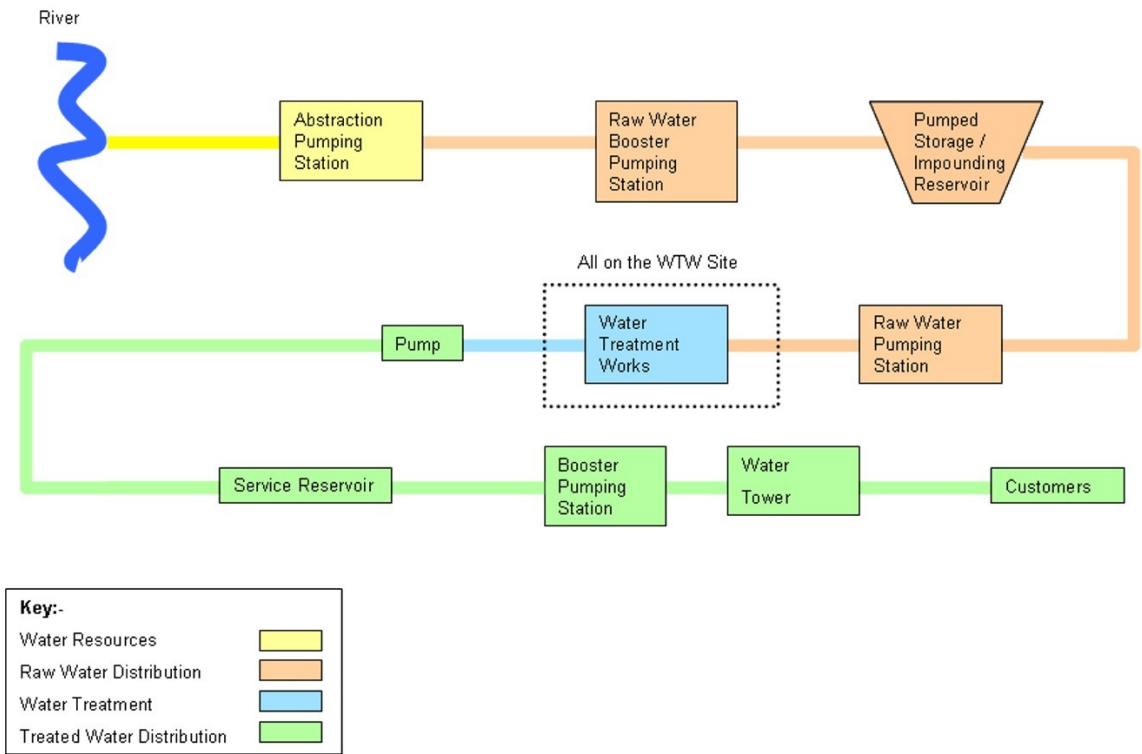 River
Abstraction
Pumping
Station
Raw Water
Booster
Pumping
Station
Pumped
Storage /
Impounding
Reservoir
All on the WTW Site
Pump
Water
Treatment
Works
Raw Water
Pumping
Station
Service Reservoir
Booster
Pumping
Station
Water
Tower
Customers
Key:-
Water Resources
Raw Water Distribution
Water Treatment
Treated Water Distribution